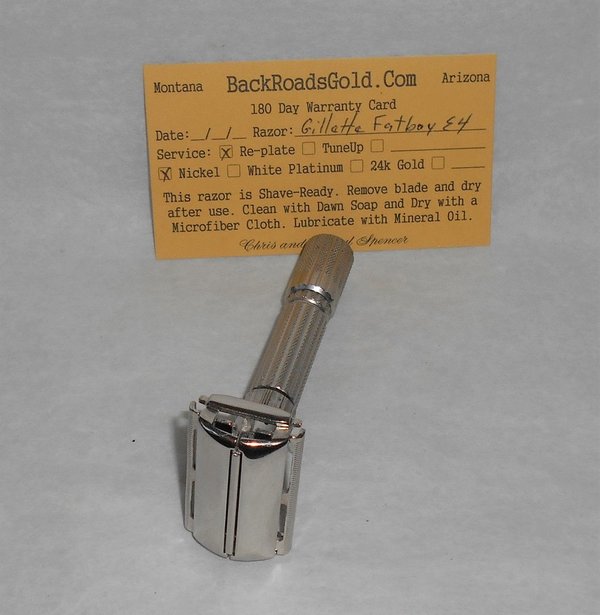 Montana BackRoadsGold.Com Arizona
180 Day Warranty Card
Date: / / Razor: Gillette Fatboy E4
Service: X Re-plate TuneUp
X Nickel White Platinum 24k Gold
This razor is Shave-Ready. Remove blade and dry
after use. Clean with Dawn Soap and Dry with a
Microfiber Cloth. Lubricate with Mineral Oil.
Chris and Spencer